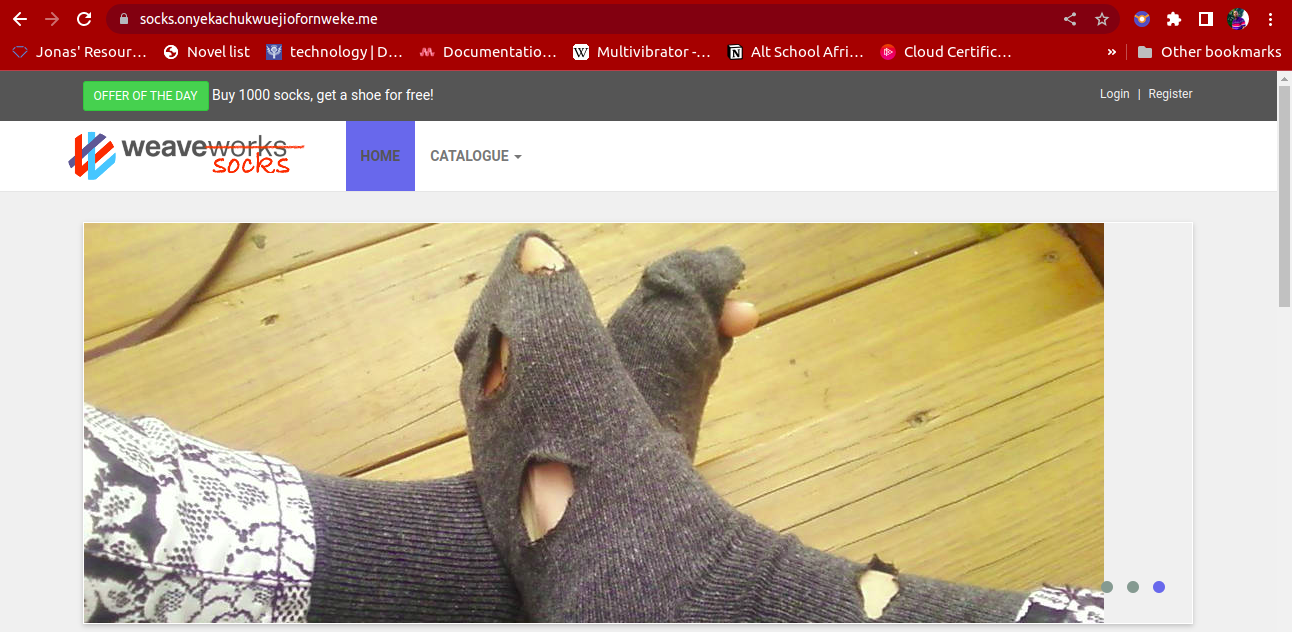 socks.onyekachukwuejiofornweke.me
Jonas' Resour… Novel list technology | D… Documentatio… Multivibrator -… Alt School Afri… Cloud Certific… » Other bookmarks
OFFER OF THE DAY Buy 1000 socks, get a shoe for free! Login | Register
weaveworks
socks
HOME CATALOGUE